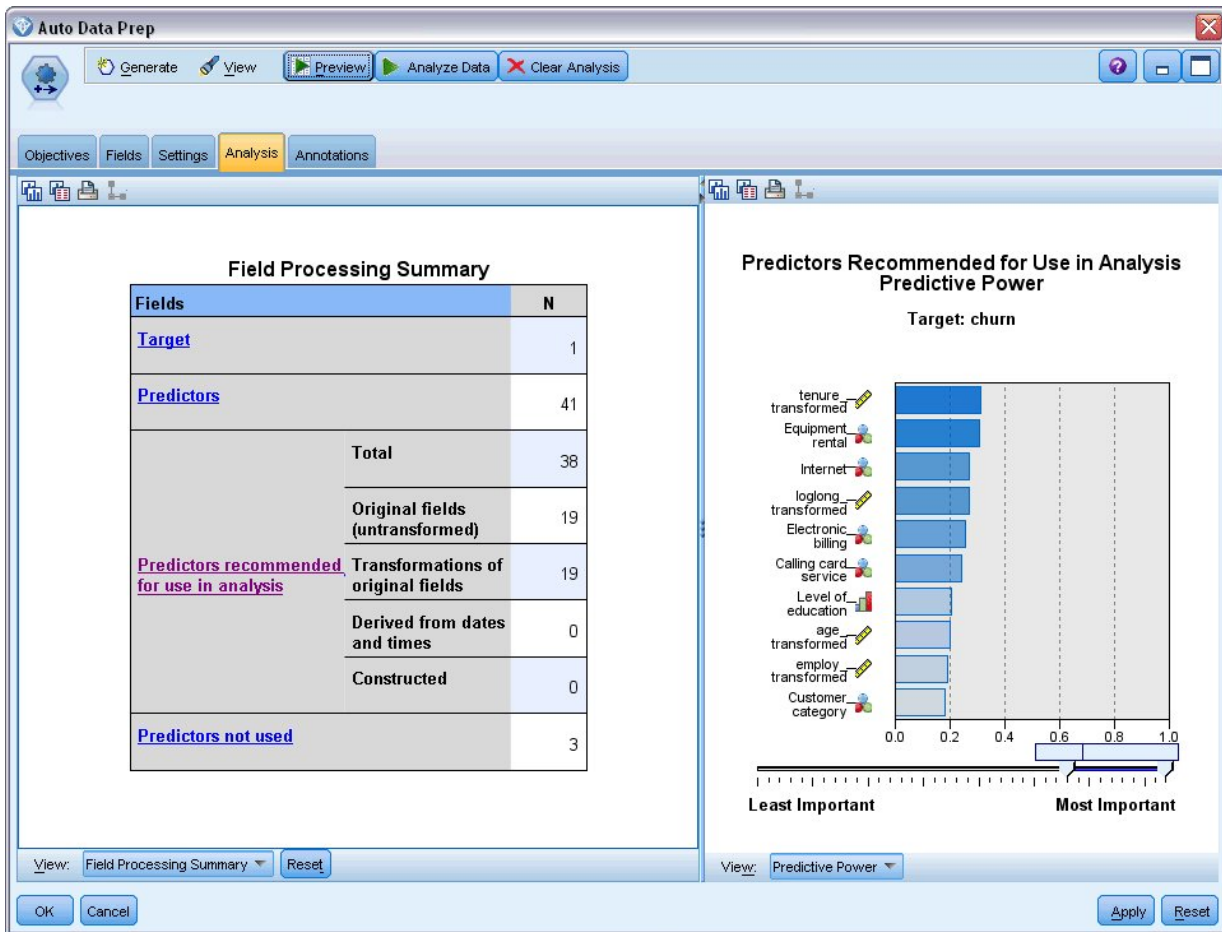 Auto Data Prep
Generate View Preview Analyze Data Clear Analysis
Objectives Fields Settings Analysis Annotations
Field Processing Summary
Fields N
Target 1
Predictors 41
Predictors recommended for use in analysis
Total 38
Original fields (untransformed) 19
Transformations of original fields 19
Derived from dates and times 0
Constructed 0
Predictors not used 3
View: Field Processing Summary Reset
Predictors Recommended for Use in Analysis
Predictive Power
Target: churn
tenure_
transformed
Equipment
rental
Internet
loglong_
transformed
Electronic
billing
Calling card
service
Level of
education
age_
transformed
employ_
transformed
Customer
category
0.0 0.2 0.4 0.6 0.8 1.0
Least Important Most Important
View: Predictive Power
OK Cancel Apply Reset